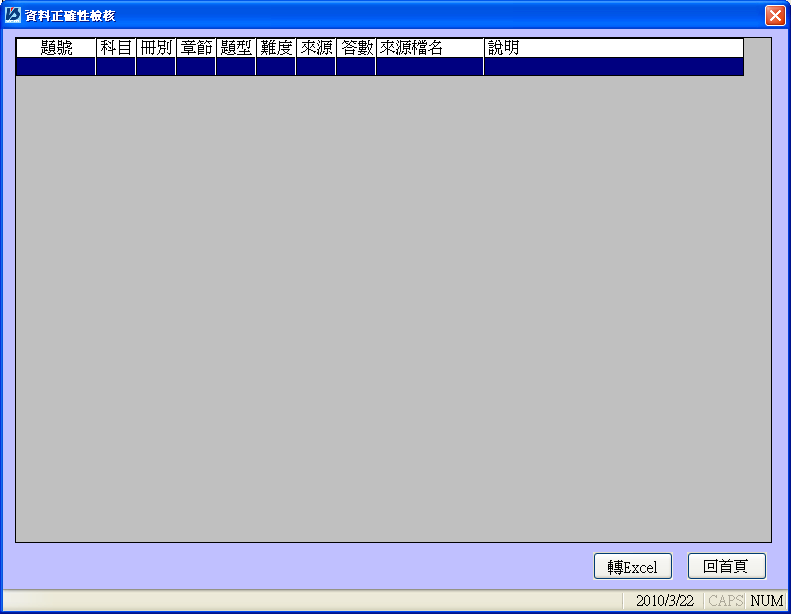 資料正確性檢核
題號 科目 冊別 章節 題型 難度 來源 答數 來源檔名 說明
轉Excel 回首頁
2010/3/22 CAPS NUM